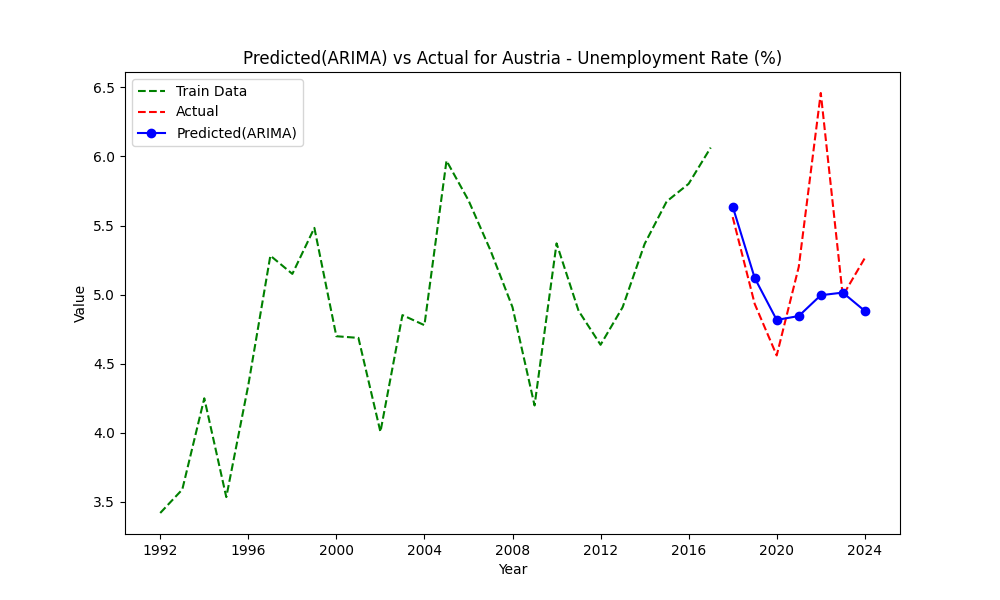 Predicted(ARIMA) vs Actual for Austria - Unemployment Rate (%)
Train Data
Actual
Predicted(ARIMA)
6.5
6.0
5.5
5.0
4.5
4.0
3.5
Value
1992 1996 2000 2004 2008 2012 2016 2020 2024
Year